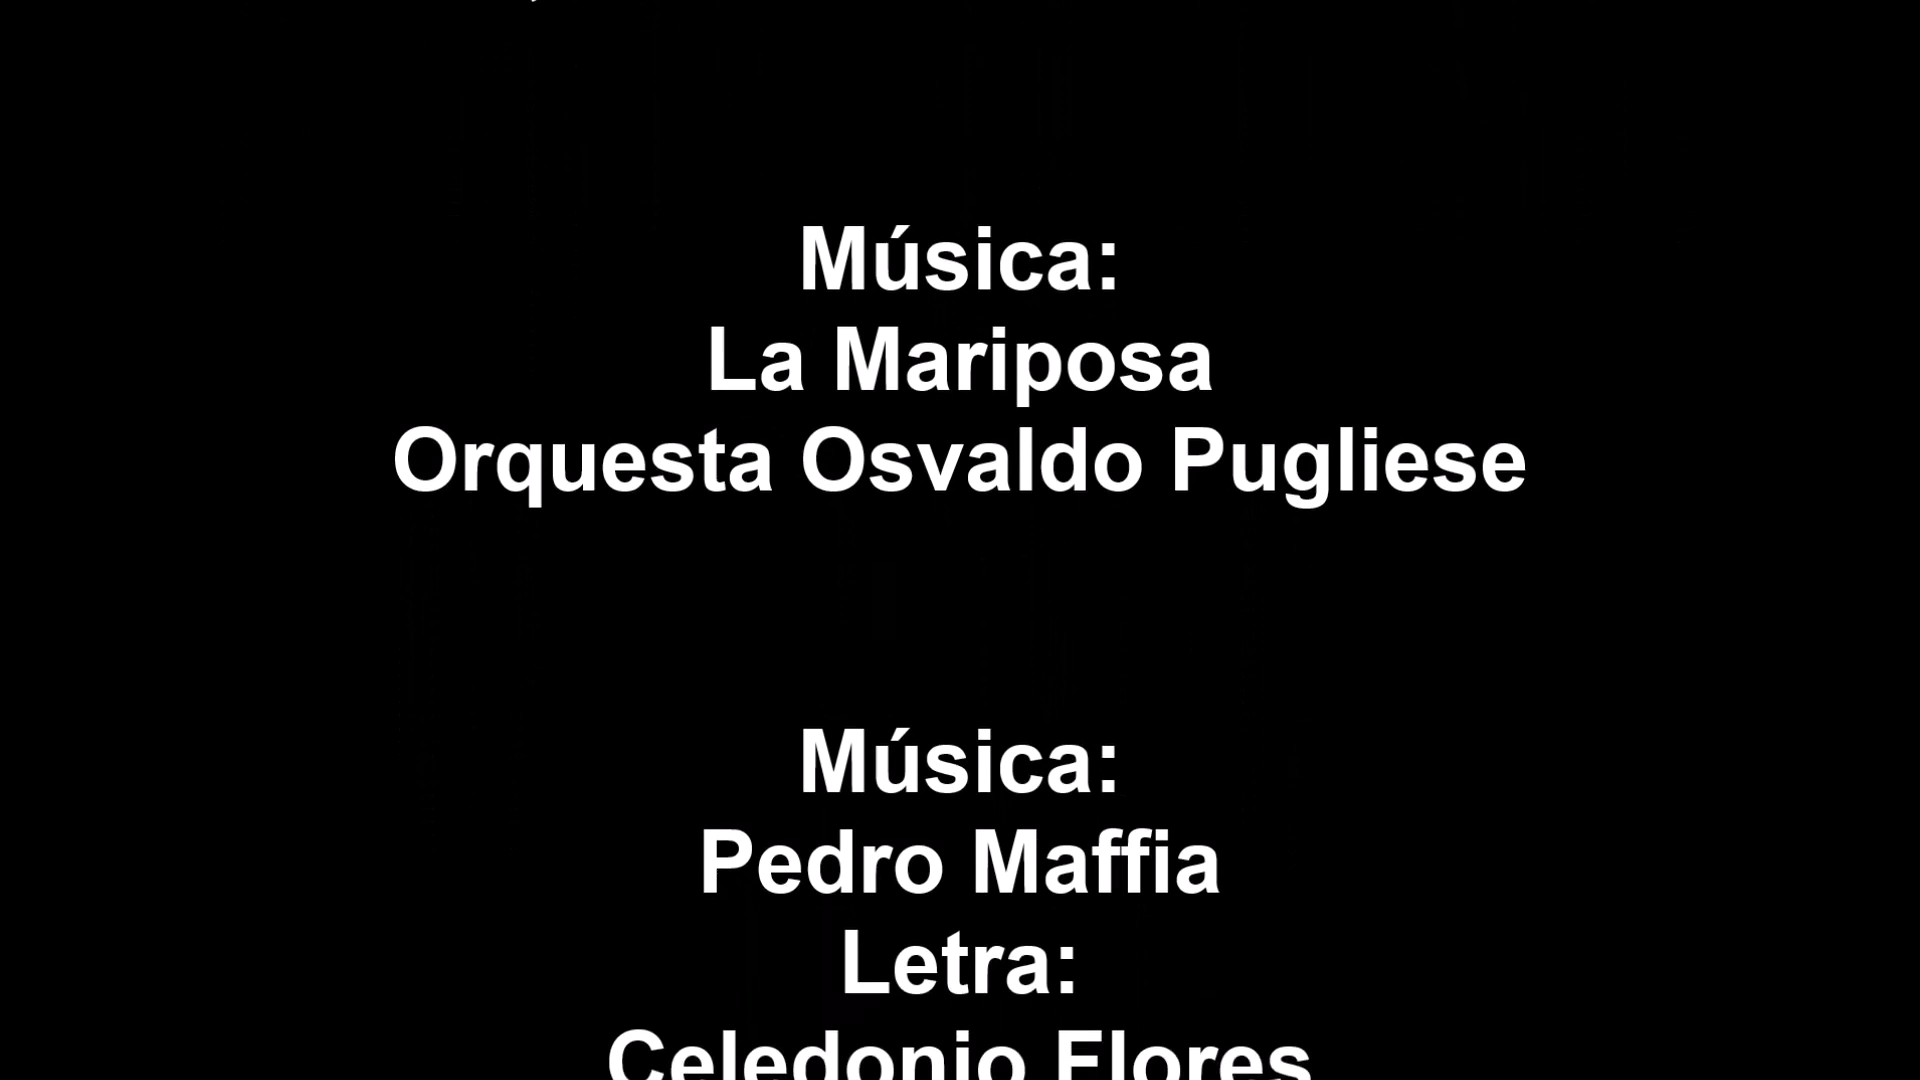 Música:
La Mariposa
Orquesta Osvaldo Pugliese
Música:
Pedro Maffia
Letra:
Celedonio Flores